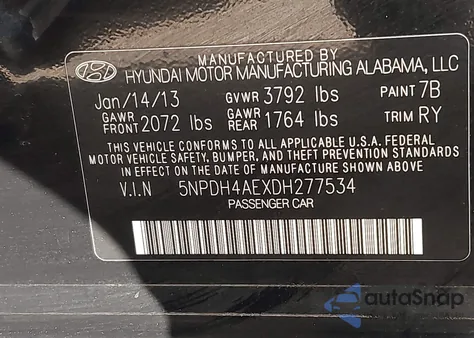 MANUFACTURED BY
HYUNDAI MOTOR MANUFACTURING ALABAMA, LLC
Jan/14/13 GVWR 3792 lbs PAINT 7B
GAWR FRONT 2072 lbs GAWR REAR 1764 lbs TRIM RY
THIS VEHICLE CONFORMS TO ALL APPLICABLE U.S.A. FEDERAL
MOTOR VEHICLE SAFETY, BUMPER, AND THEFT PREVENTION STANDARDS
IN EFFECT ON THE DATE OF MANUFACTURE SHOWN ABOVE.
V.I.N 5NPDH4AEXDH277534
PASSENGER CAR
autoSnap